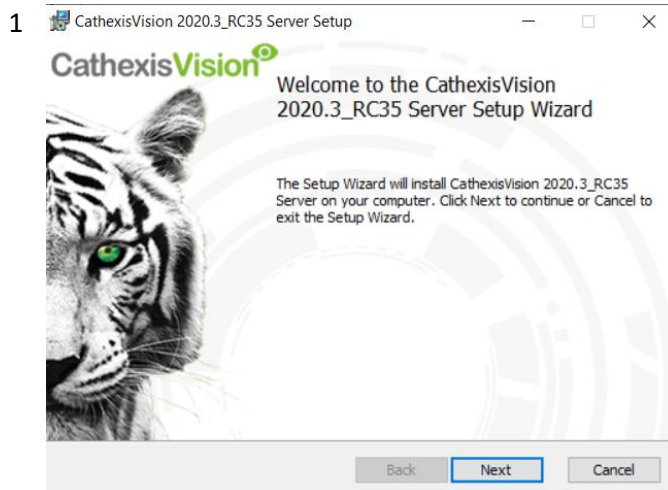 1
CathexisVision 2020.3_RC35 Server Setup
CathexisVision
Welcome to the CathexisVision
2020.3_RC35 Server Setup Wizard
The Setup Wizard will install CathexisVision 2020.3_RC35
Server on your computer. Click Next to continue or Cancel to
exit the Setup Wizard.
Back
Next
Cancel